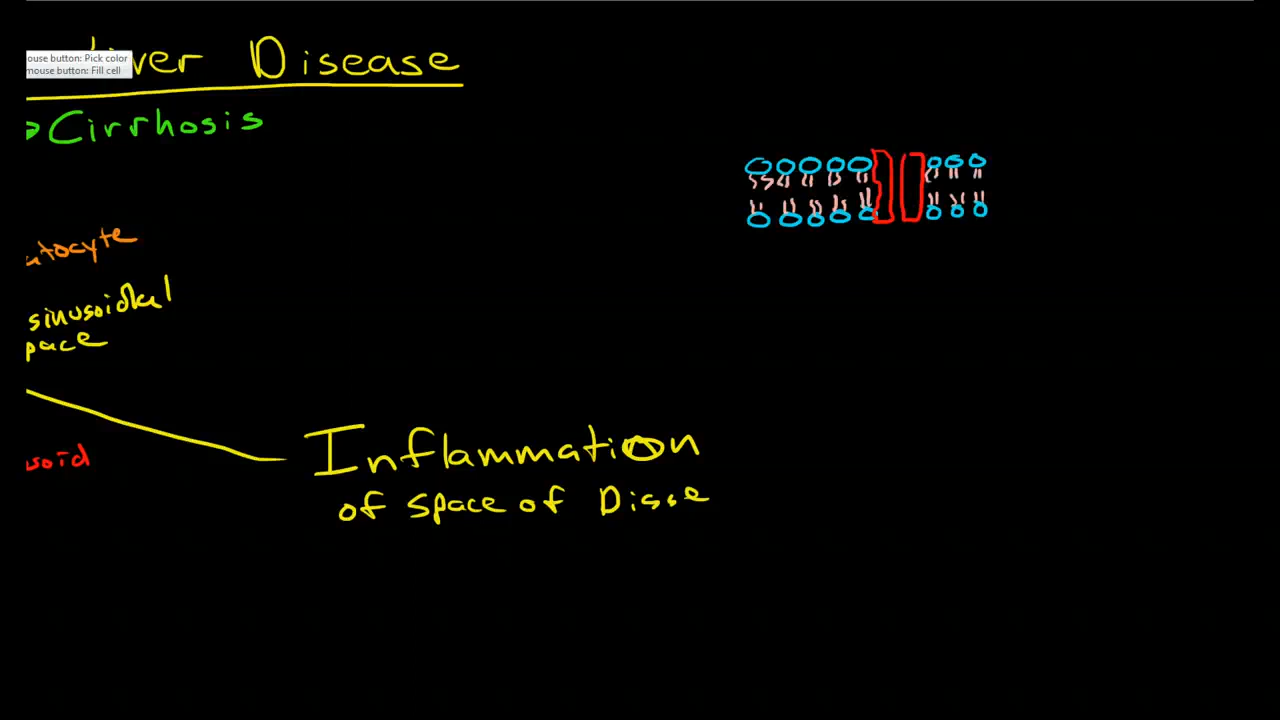 ouse button: Pick color
mouse button: Fill cell
iver Disease
Cirrhosis
atocyte
sinusoidal
pace
usoid
Inflammation
of space of Disse